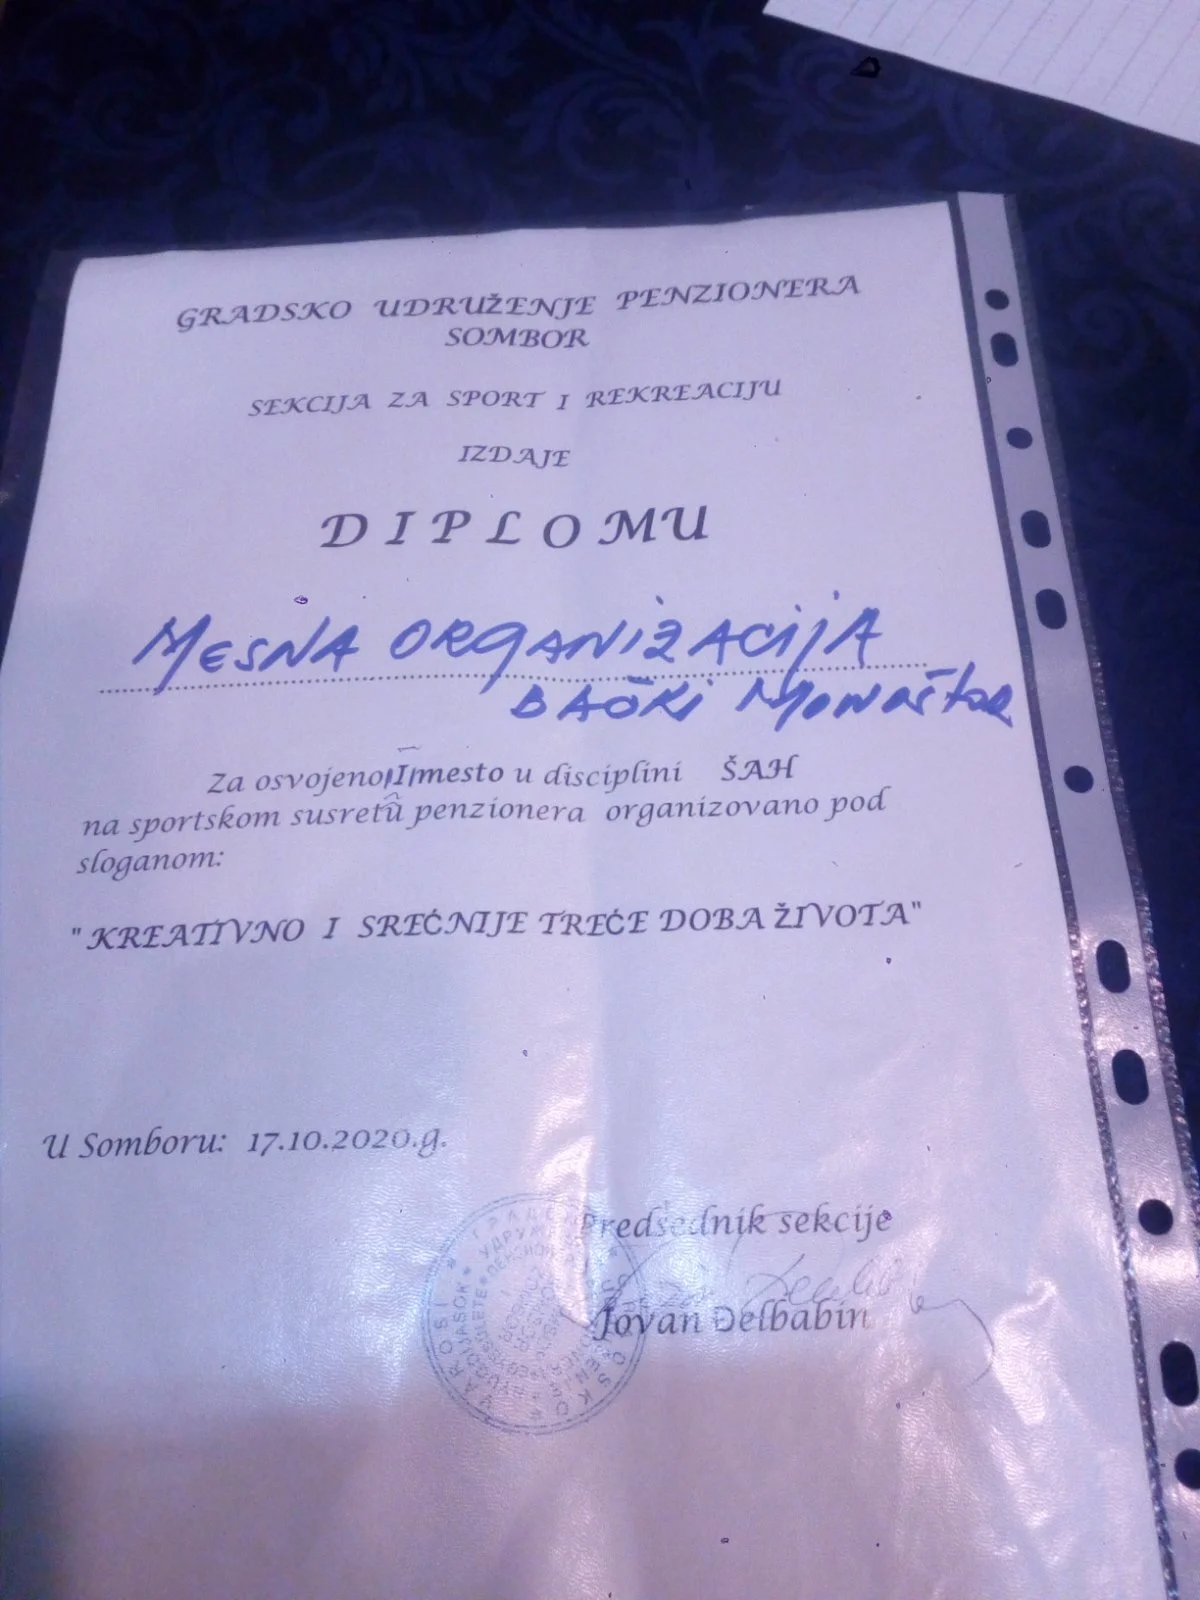 GRADSKO UDRUŽENJE PENZIONERA
SOMBOR
SEKCIJA ZA SPORT I REKREACIJU
IZDAJE
DIPLOMU
MESNA ORGANIZACIJA
BAČKI MONOŠTOR
Za osvojeno I mesto u disciplini ŠAH
na sportskom susretu penzionera organizovano pod
sloganom:
"KREATIVNO I SREĆNIJE TREĆE DOBA ŽIVOTA"
U Somboru: 17.10.2020.g.
Predsednik sekcije
Jovan Đelbabin